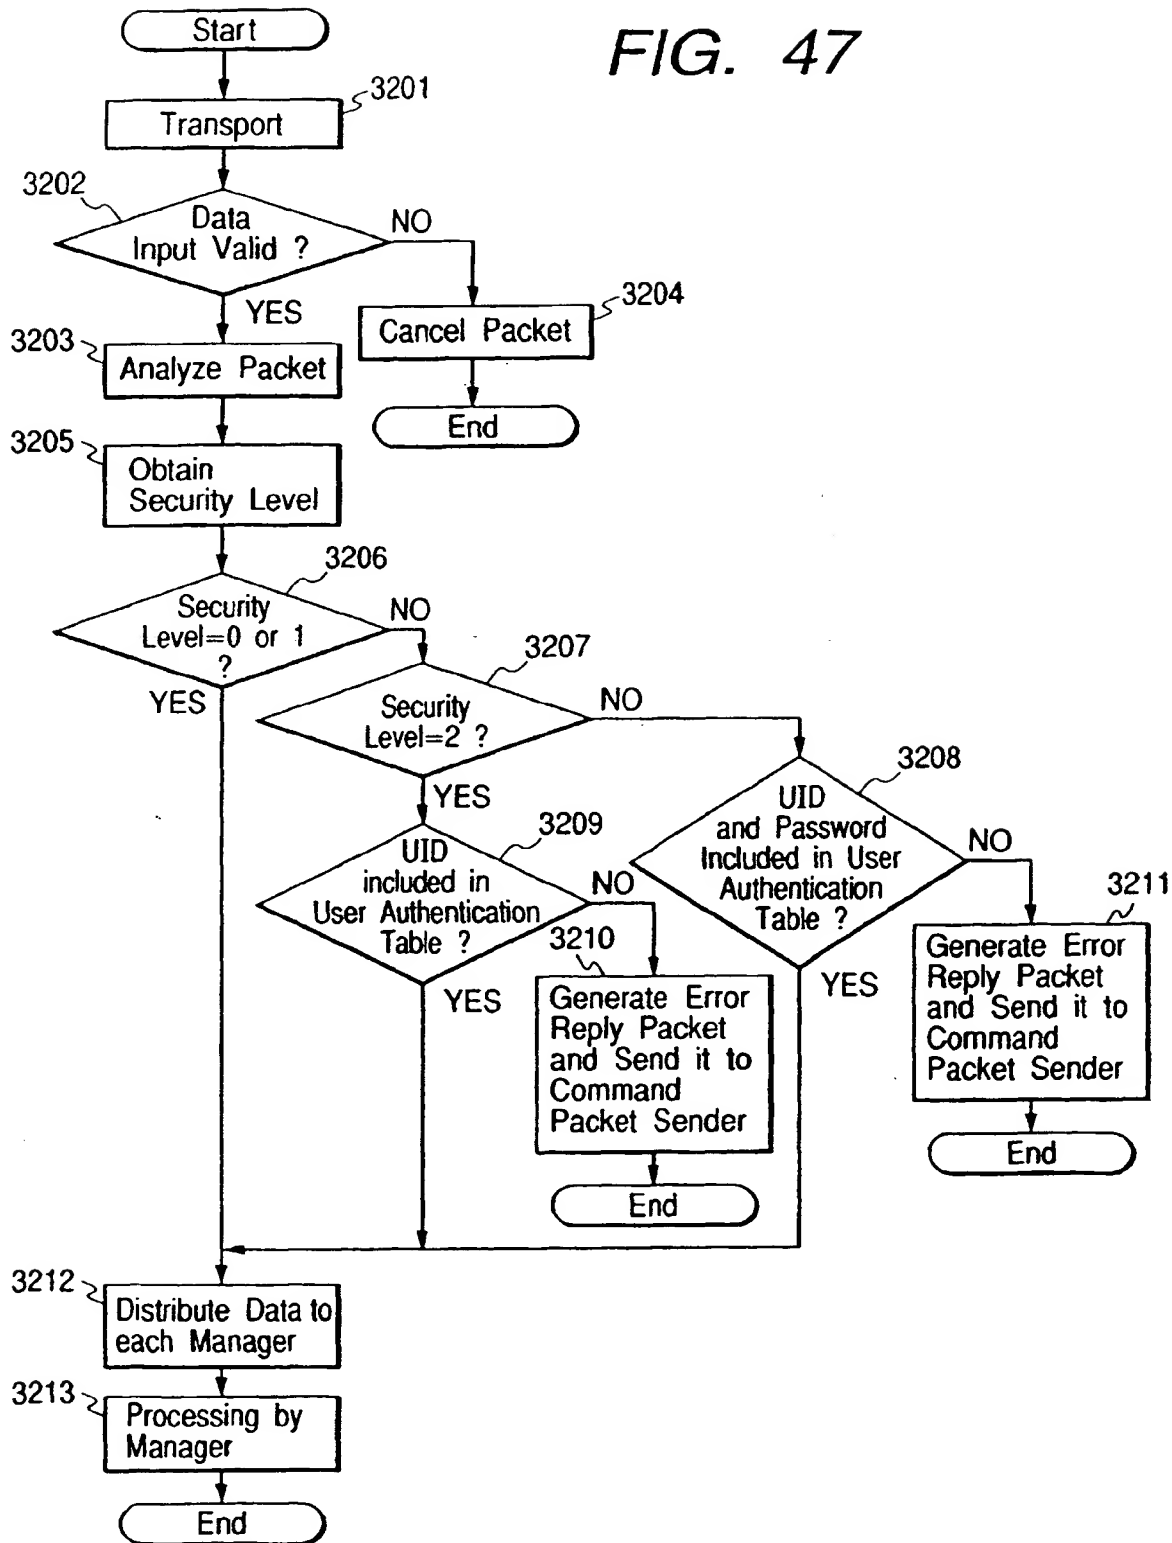 FIG. 47
Start
3201
Transport
3202
Data
Input Valid ?
NO
YES
3203
Analyze Packet
3204
Cancel Packet
End
3205
Obtain
Security Level
3206
Security
Level=0 or 1
?
NO
YES
3207
Security
Level=2 ?
NO
YES
3208
UID
and Password
Included in User
Authentication
Table ?
NO
YES
3209
UID
included in
User Authentication
Table ?
NO
YES
3210
Generate Error
Reply Packet
and Send it to
Command
Packet Sender
End
3211
Generate Error
Reply Packet
and Send it to
Command
Packet Sender
End
3212
Distribute Data to
each Manager
3213
Processing by
Manager
End